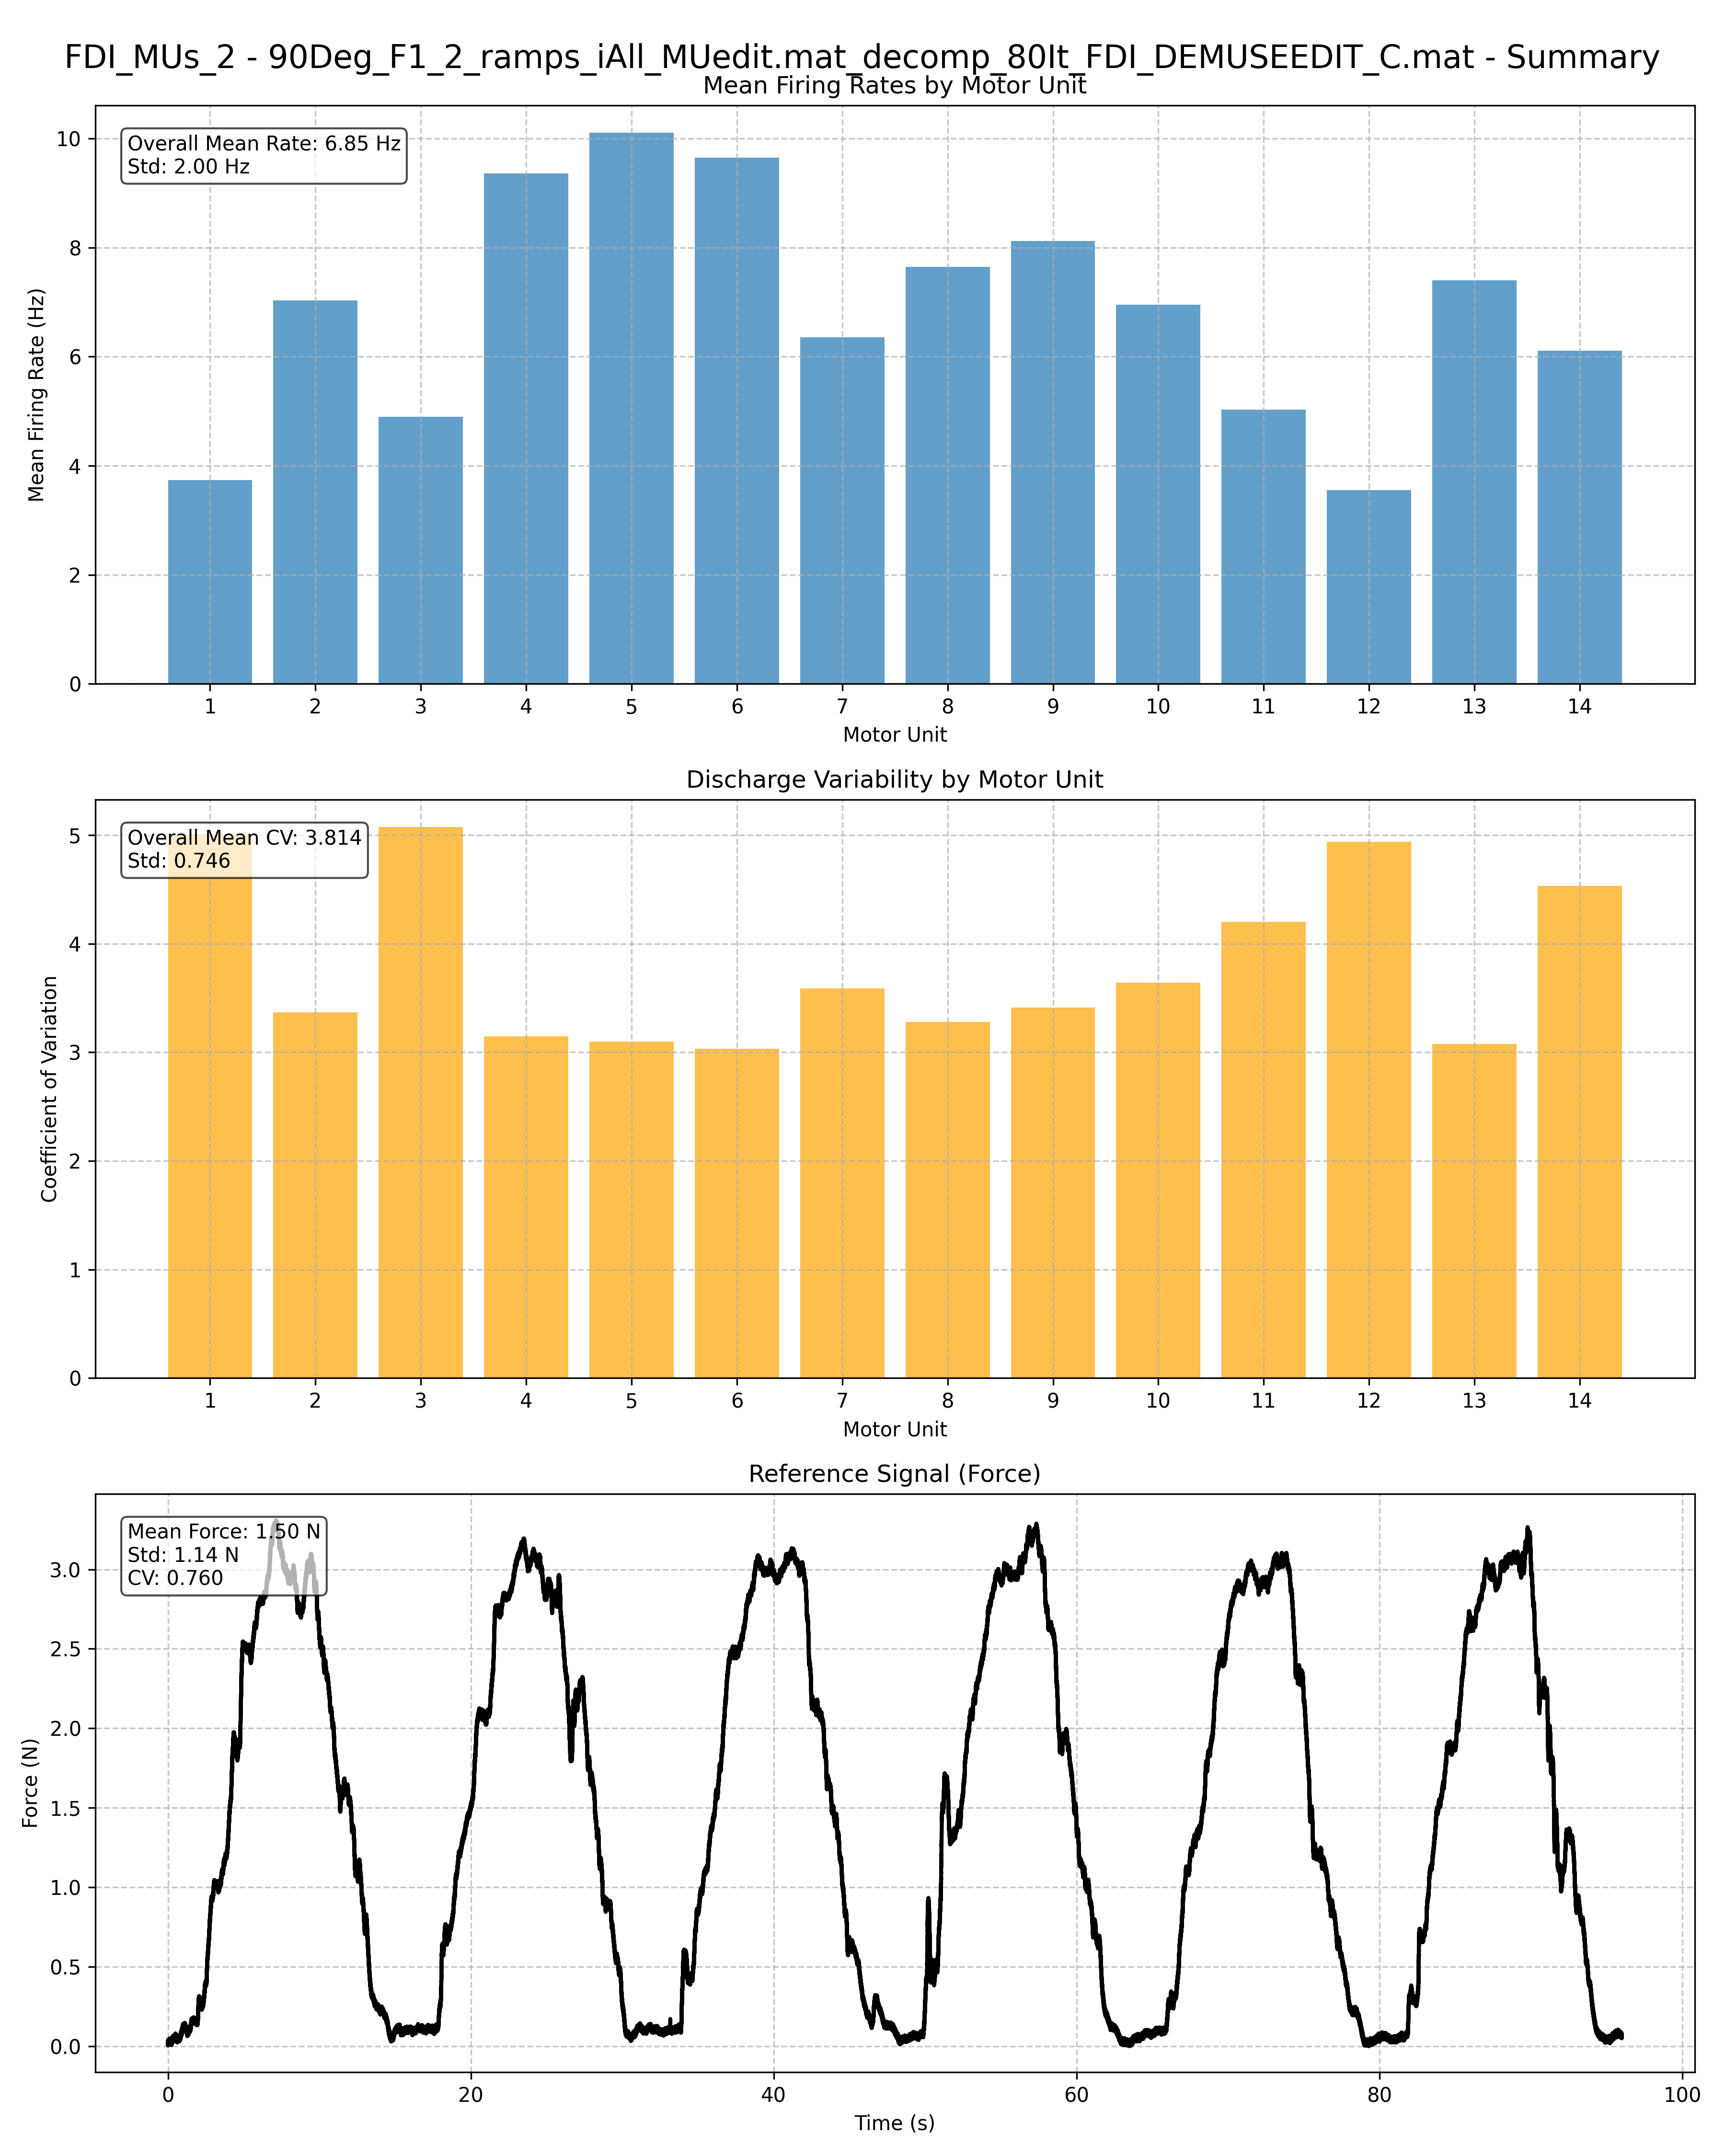 FDI_MUs_2 - 90Deg_F1_2_ramps_iAll_MUedit.mat_decomp_80It_FDI_DEMUSEEDIT_C.mat - Summary
Mean Firing Rates by Motor Unit
Overall Mean Rate: 6.85 Hz
Std: 2.00 Hz
Mean Firing Rate (Hz)
10
8
6
4
2
0
1 2 3 4 5 6 7 8 9 10 11 12 13 14
Motor Unit
Discharge Variability by Motor Unit
Overall Mean CV: 3.814
Std: 0.746
Coefficient of Variation
5
4
3
2
1
0
1 2 3 4 5 6 7 8 9 10 11 12 13 14
Motor Unit
Reference Signal (Force)
Mean Force: 1.50 N
Std: 1.14 N
CV: 0.760
Force (N)
3.0
2.5
2.0
1.5
1.0
0.5
0.0
0 20 40 60 80 100
Time (s)